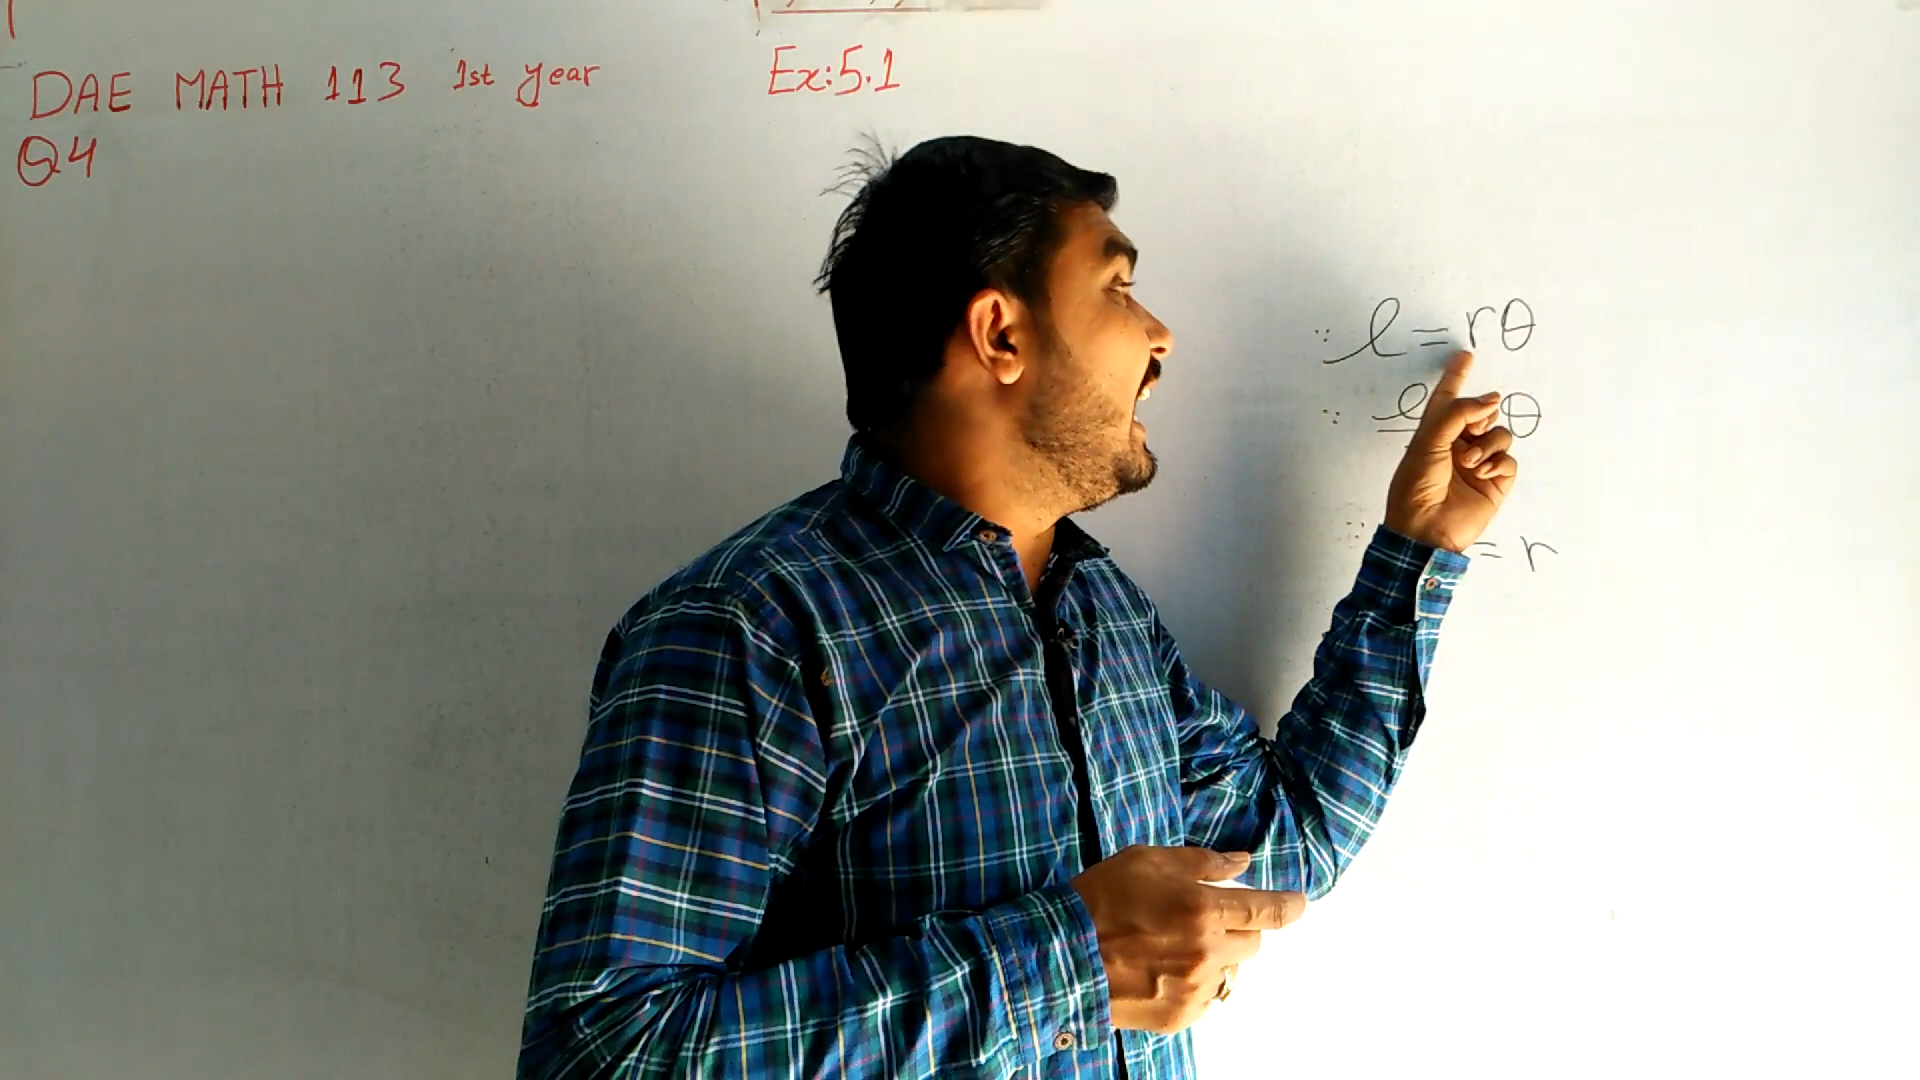 DAE MATH 113 1st year Ex:5.1
Q4
∵ l = rθ
∵ l θ
= r